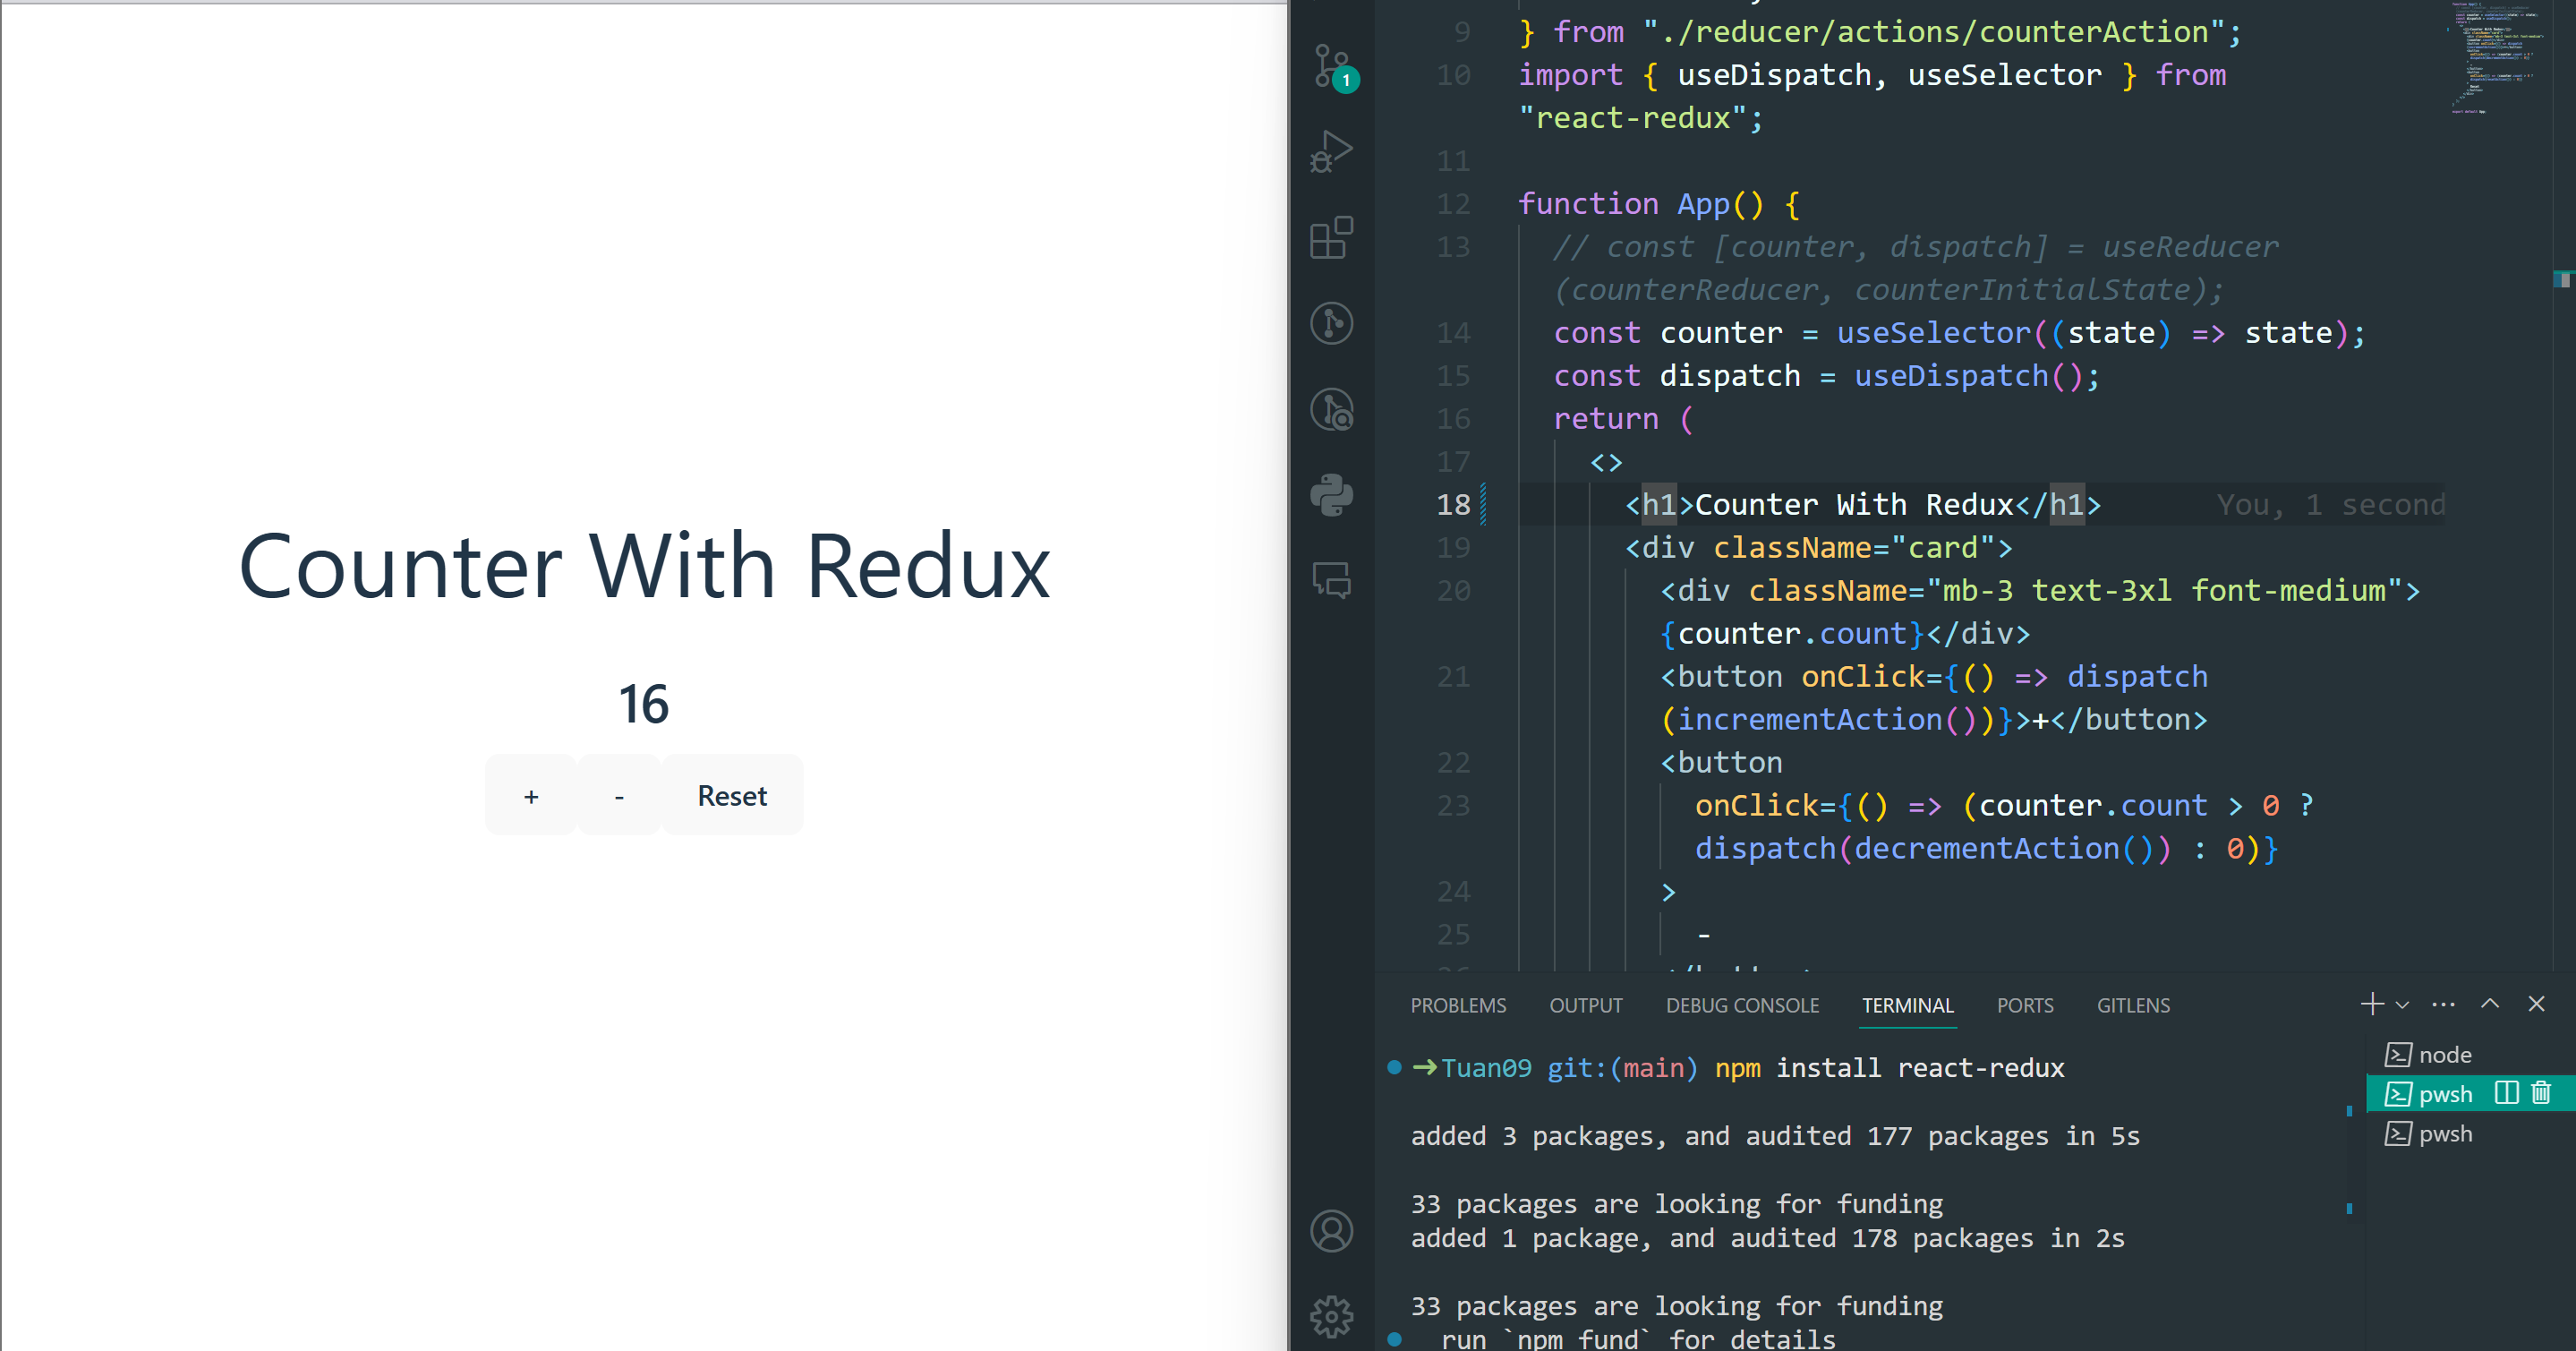 Counter With Redux
16
+ - Reset
1
9 } from "./reducer/actions/counterAction";
10 import { useDispatch, useSelector } from
"react-redux";
11
12 function App() {
13 // const [counter, dispatch] = useReducer
(counterReducer, counterInitialState);
14 const counter = useSelector((state) => state);
15 const dispatch = useDispatch();
16 return (
17 <>
18 <h1>Counter With Redux</h1> You, 1 second
19 <div className="card">
20 <div className="mb-3 text-3xl font-medium">
{counter.count}</div>
21 <button onClick={() => dispatch
(incrementAction())}>+</button>
22 <button
23 onClick={() => (counter.count > 0 ?
dispatch(decrementAction()) : 0)}
24 >
25 -
PROBLEMS OUTPUT DEBUG CONSOLE TERMINAL PORTS GITLENS
➜ Tuan09 git:(main) npm install react-redux
added 3 packages, and audited 177 packages in 5s
33 packages are looking for funding
added 1 package, and audited 178 packages in 2s
33 packages are looking for funding
run `npm fund` for details
node
pwsh
pwsh